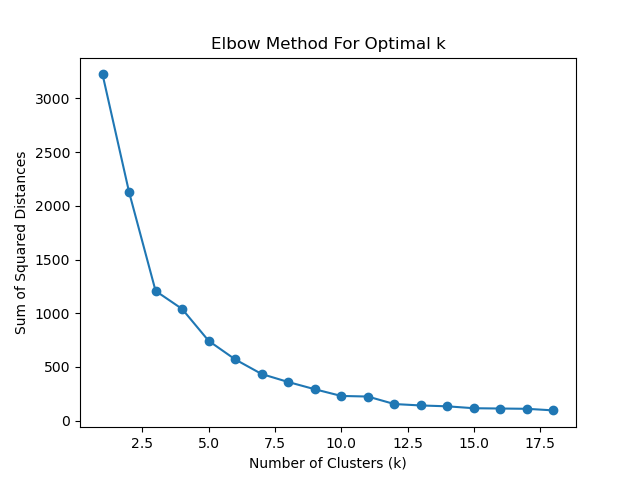 Elbow Method For Optimal k
3000
2500
2000
1500
1000
500
0
Sum of Squared Distances
2.5 5.0 7.5 10.0 12.5 15.0 17.5
Number of Clusters (k)